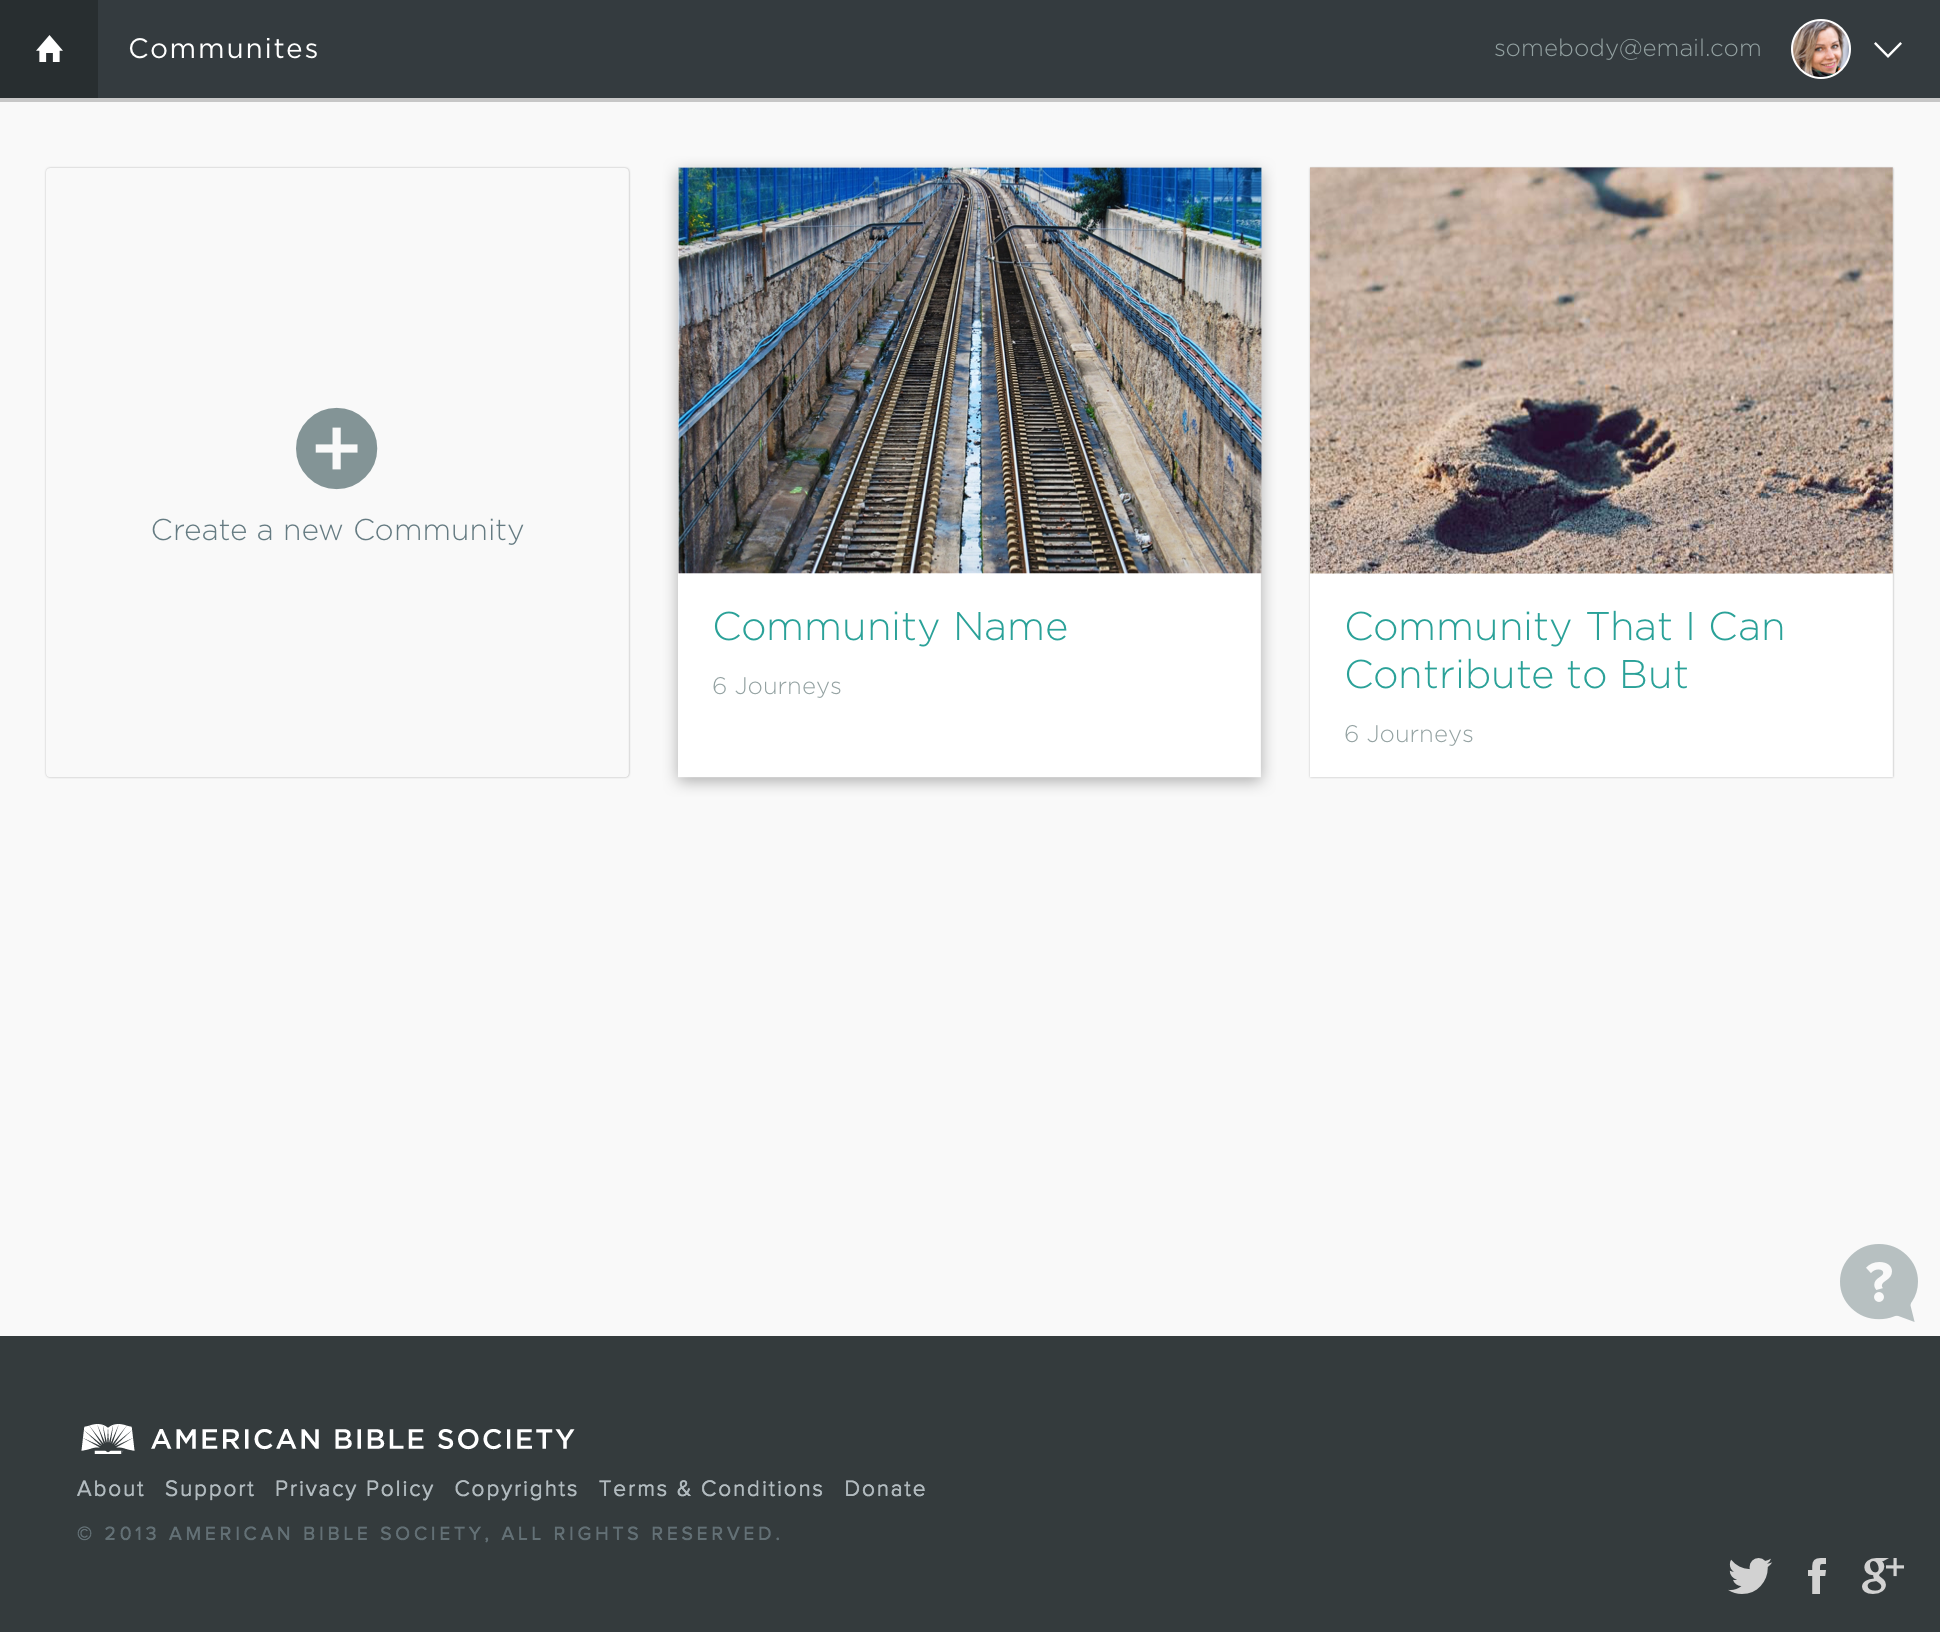 Communites
somebody@email.com
Create a new Community
Community Name
6 Journeys
Community That I Can
Contribute to But
6 Journeys
?
AMERICAN BIBLE SOCIETY
About Support Privacy Policy Copyrights Terms & Conditions Donate
© 2013 AMERICAN BIBLE SOCIETY, ALL RIGHTS RESERVED.
f g+